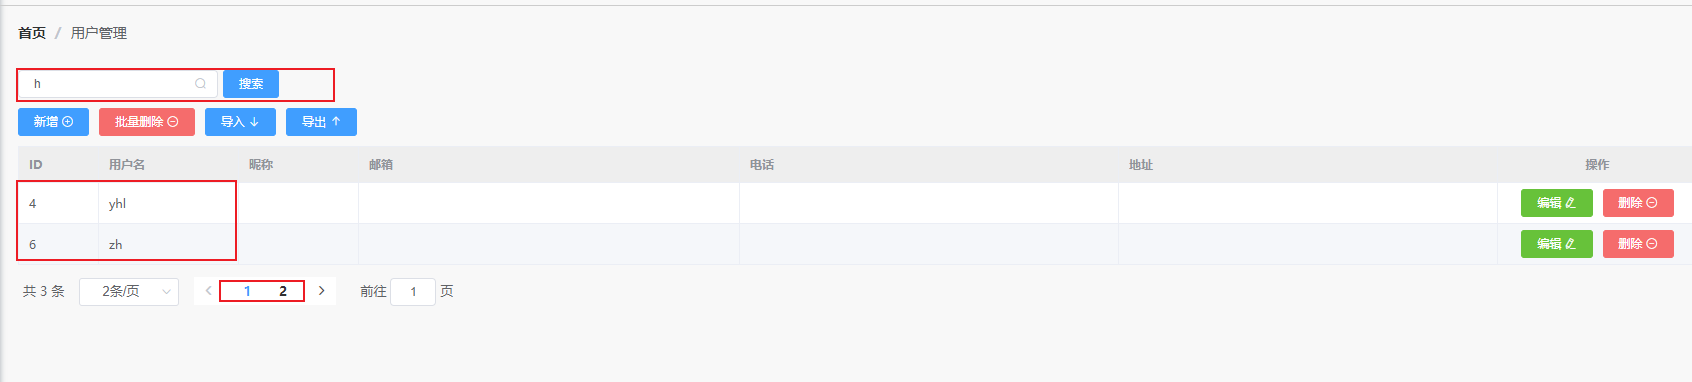 首页 / 用户管理
h 搜索
新增 批量删除 导入 导出
ID 用户名 昵称 邮箱 电话 地址 操作
4 yhl 编辑 删除
6 zh 编辑 删除
共 3 条 2条/页 1 2 前往 1 页